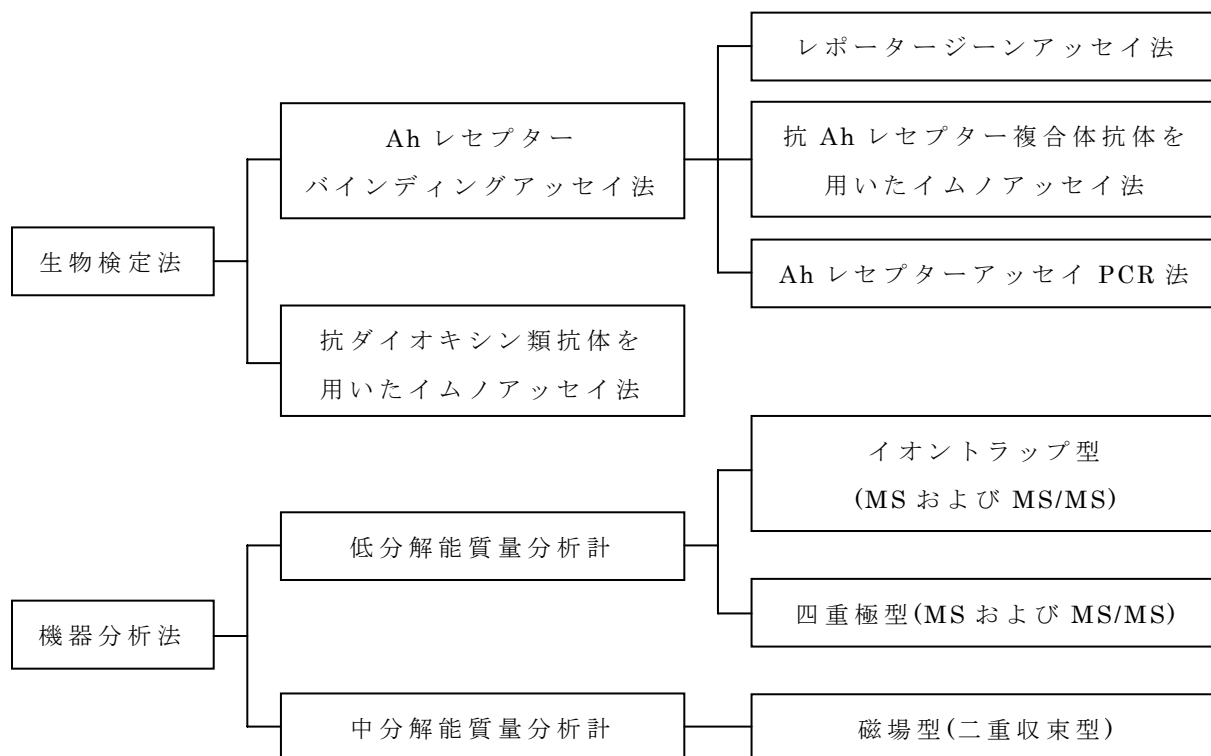 レポータージーンアッセイ法
Ah レセプター
バインディングアッセイ法
抗 Ah レセプター複合体抗体を
用いたイムノアッセイ法
生物検定法
Ah レセプターアッセイ PCR 法
抗ダイオキシン類抗体を
用いたイムノアッセイ法
イオントラップ型
(MS および MS/MS)
低分解能質量分析計
四重極型(MS および MS/MS)
機器分析法
中分解能質量分析計
磁場型(二重収束型)